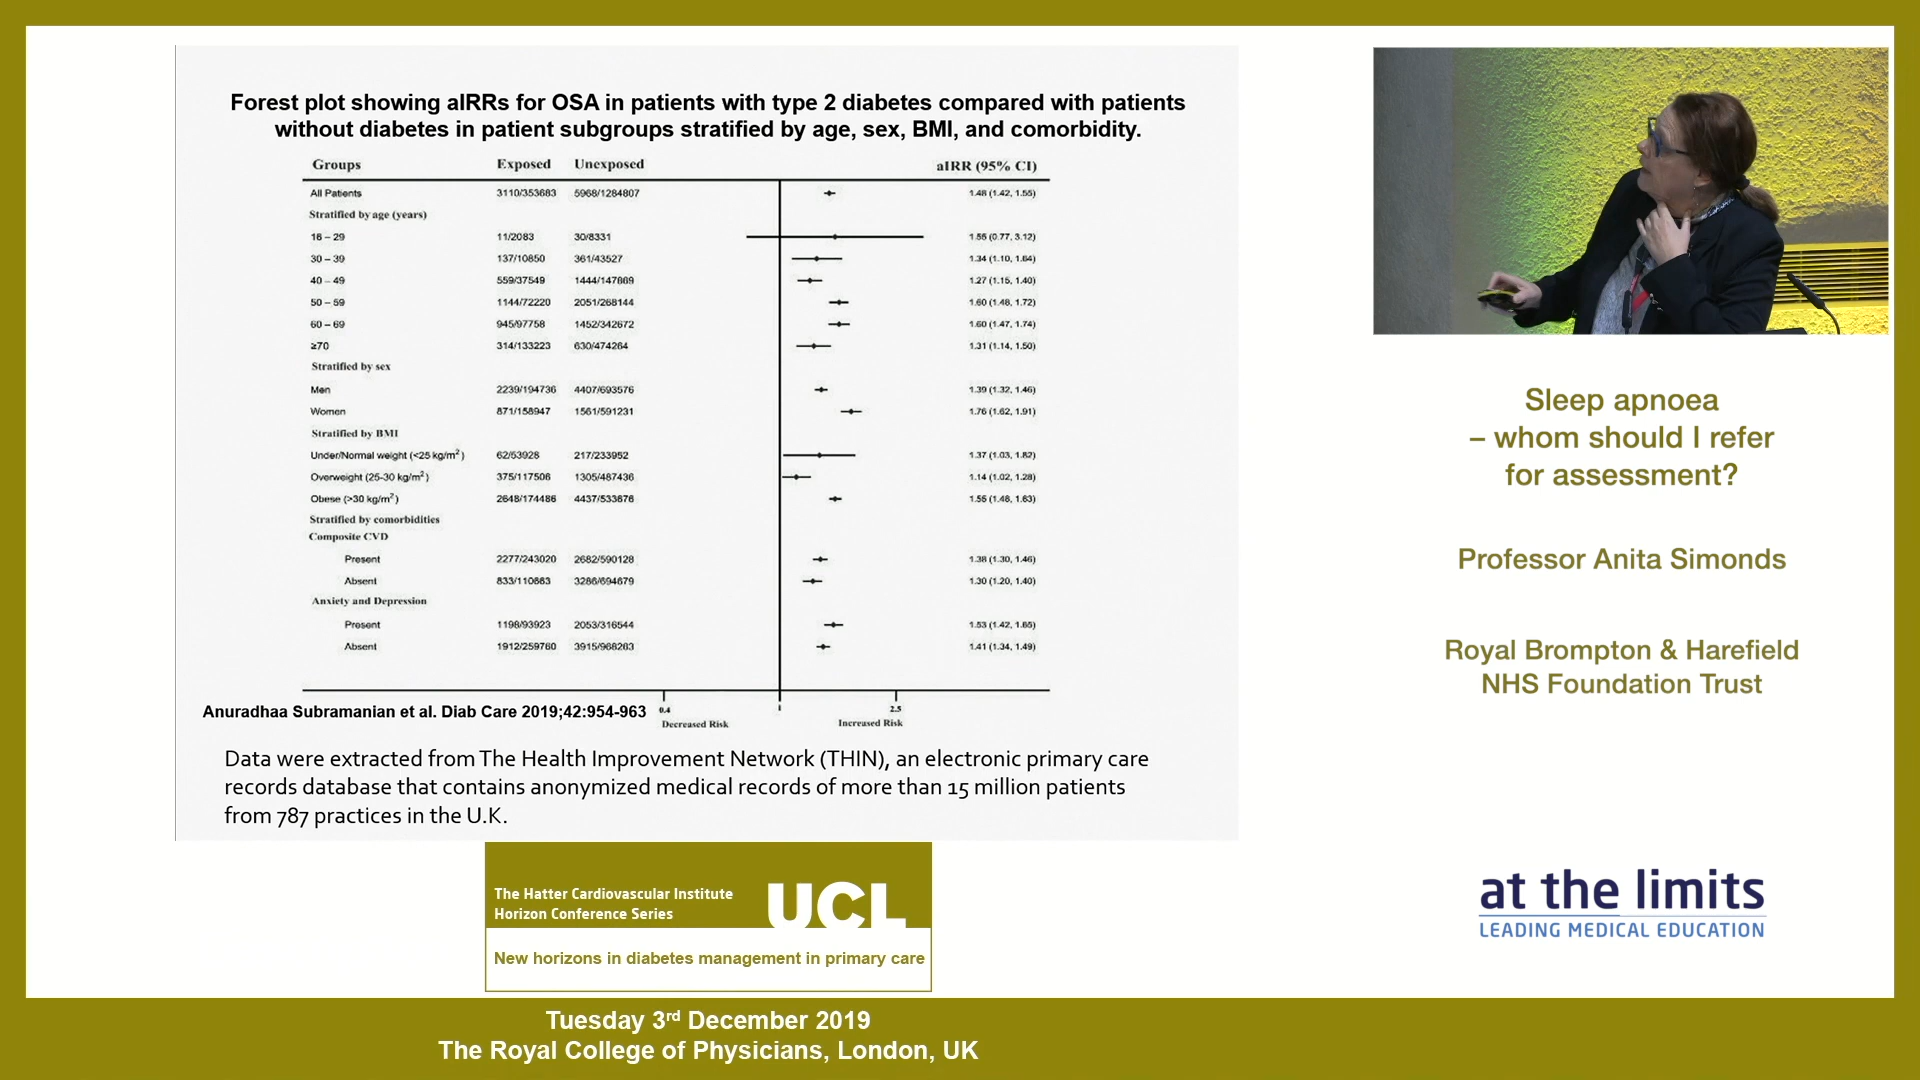 Forest plot showing aIRRs for OSA in patients with type 2 diabetes compared with patients
without diabetes in patient subgroups stratified by age, sex, BMI, and comorbidity.
Groups Exposed Unexposed aIRR (95% CI)
All Patients 3110/353683 5968/1284807 1.48 (1.42, 1.55)
Stratified by age (years)
16 – 29 11/2083 30/8331 1.55 (0.77, 3.12)
30 – 39 137/10850 361/43527 1.34 (1.10, 1.64)
40 – 49 559/37549 1444/147869 1.27 (1.15, 1.40)
50 – 59 1144/72220 2051/268144 1.60 (1.48, 1.72)
60 – 69 945/97758 1452/342672 1.60 (1.47, 1.74)
≥70 314/133223 630/474264 1.31 (1.14, 1.50)
Stratified by sex
Men 2239/194736 4407/693576 1.39 (1.32, 1.46)
Women 871/158947 1561/591231 1.76 (1.62, 1.91)
Stratified by BMI
Under/Normal weight (<25 kg/m²) 62/53928 217/233952 1.37 (1.03, 1.82)
Overweight (25-30 kg/m²) 375/117506 1305/487436 1.14 (1.02, 1.28)
Obese (>30 kg/m²) 2648/174486 4437/533676 1.55 (1.48, 1.63)
Stratified by comorbidities
Composite CVD
Present 2277/243020 2682/590128 1.38 (1.30, 1.46)
Absent 833/110663 3286/694679 1.30 (1.20, 1.40)
Anxiety and Depression
Present 1198/93923 2053/316544 1.53 (1.42, 1.65)
Absent 1912/259760 3915/968263 1.41 (1.34, 1.49)
0.4 1 2.5
Decreased Risk Increased Risk
Anuradhaa Subramanian et al. Diab Care 2019;42:954-963
Data were extracted from The Health Improvement Network (THIN), an electronic primary care
records database that contains anonymized medical records of more than 15 million patients
from 787 practices in the U.K.
Sleep apnoea
– whom should I refer
for assessment?
Professor Anita Simonds
Royal Brompton & Harefield
NHS Foundation Trust
at the limits
LEADING MEDICAL EDUCATION
The Hatter Cardiovascular Institute
Horizon Conference Series
UCL
New horizons in diabetes management in primary care
Tuesday 3rd December 2019
The Royal College of Physicians, London, UK